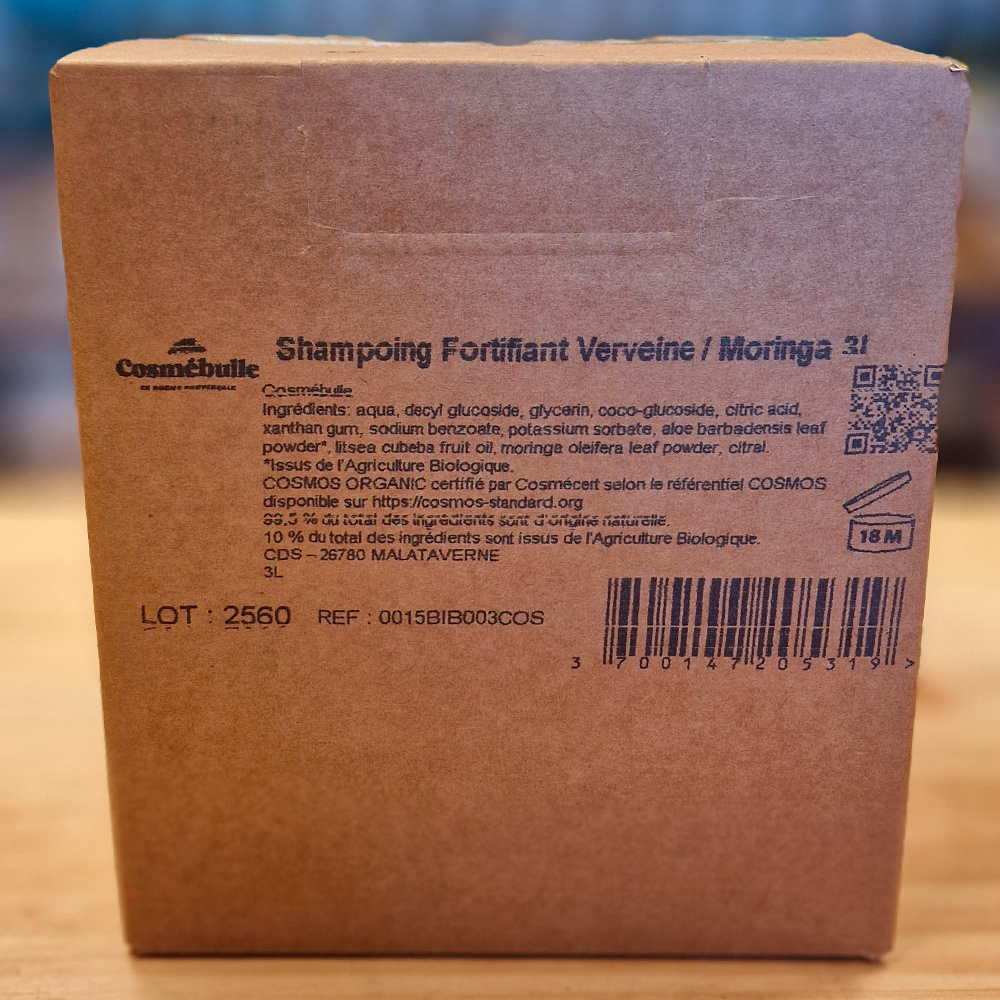 Shampoing Fortifiant Verveine / Moringa 3l
Cosmébulle
Cosmébulle
Ingrédients: aqua, decyl glucoside, glycerin, coco-glucoside, citric acid,
xanthan gum, sodium benzoate, potassium sorbate, aloe barbadensis leaf
powder*, litsea cubeba fruit oil, moringa oleifera leaf powder, citral.
*Issus de l'Agriculture Biologique.
COSMOS ORGANIC certifié par Cosmécert selon le référentiel COSMOS
disponible sur https://cosmos-standard.org
99,5 % du total des ingrédients sont d'origine naturelle.
10 % du total des ingrédients sont issus de l'Agriculture Biologique.
CDS – 26780 MALATAVERNE
3L
18 M
LOT : 2560 REF : 0015BIB003COS
3 700147 205319 >